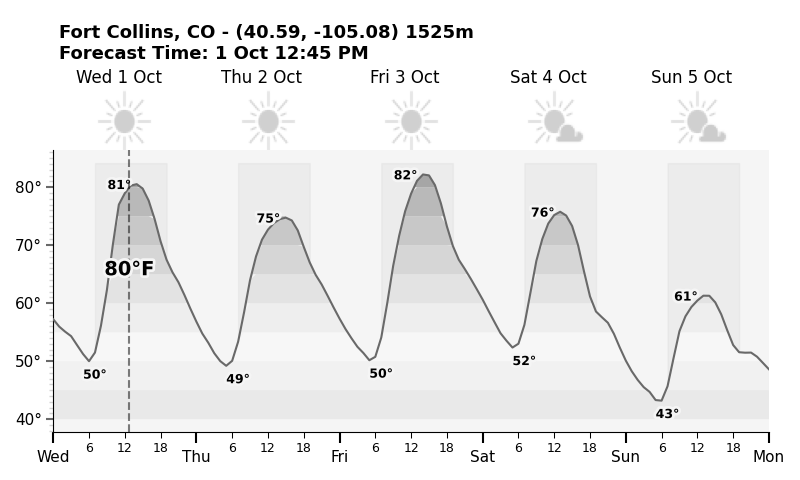 Fort Collins, CO - (40.59, -105.08) 1525m
Forecast Time: 1 Oct 12:45 PM
Wed 1 Oct Thu 2 Oct Fri 3 Oct Sat 4 Oct Sun 5 Oct
80° 81° 75° 82° 76° 61°
70°
80°F
60°
50° 50° 49° 50° 52° 43°
40°
6 12 18 6 12 18 6 12 18 6 12 18 6 12 18
Wed Thu Fri Sat Sun Mon